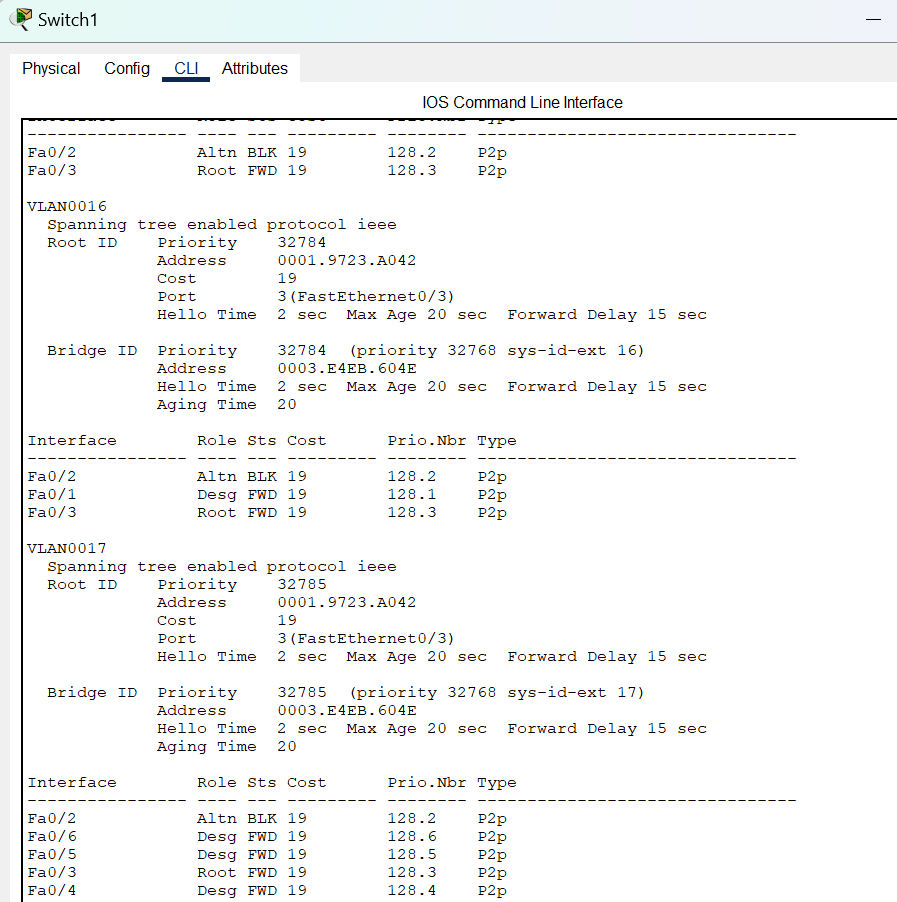 Switch1
Physical Config CLI Attributes
IOS Command Line Interface
---------------- ---- --- --------- -------- --------------------------------
Fa0/2            Altn BLK 19        128.2    P2p
Fa0/3            Root FWD 19        128.3    P2p

VLAN0016
  Spanning tree enabled protocol ieee
  Root ID    Priority    32784
             Address     0001.9723.A042
             Cost        19
             Port        3(FastEthernet0/3)
             Hello Time  2 sec  Max Age 20 sec  Forward Delay 15 sec

  Bridge ID  Priority    32784  (priority 32768 sys-id-ext 16)
             Address     0003.E4EB.604E
             Hello Time  2 sec  Max Age 20 sec  Forward Delay 15 sec
             Aging Time  20

Interface        Role Sts Cost      Prio.Nbr Type
---------------- ---- --- --------- -------- --------------------------------
Fa0/2            Altn BLK 19        128.2    P2p
Fa0/1            Desg FWD 19        128.1    P2p
Fa0/3            Root FWD 19        128.3    P2p

VLAN0017
  Spanning tree enabled protocol ieee
  Root ID    Priority    32785
             Address     0001.9723.A042
             Cost        19
             Port        3(FastEthernet0/3)
             Hello Time  2 sec  Max Age 20 sec  Forward Delay 15 sec

  Bridge ID  Priority    32785  (priority 32768 sys-id-ext 17)
             Address     0003.E4EB.604E
             Hello Time  2 sec  Max Age 20 sec  Forward Delay 15 sec
             Aging Time  20

Interface        Role Sts Cost      Prio.Nbr Type
---------------- ---- --- --------- -------- --------------------------------
Fa0/2            Altn BLK 19        128.2    P2p
Fa0/6            Desg FWD 19        128.6    P2p
Fa0/5            Desg FWD 19        128.5    P2p
Fa0/3            Root FWD 19        128.3    P2p
Fa0/4            Desg FWD 19        128.4    P2p